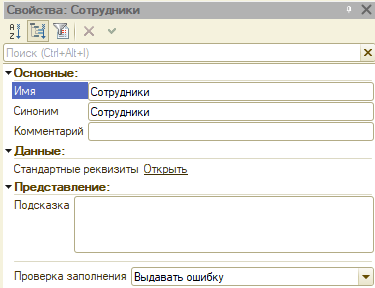 Свойства: Сотрудники
Поиск (Ctrl+Alt+I)
Основные:
Имя Сотрудники
Синоним Сотрудники
Комментарий
Данные:
Стандартные реквизиты Открыть
Представление:
Подсказка
Проверка заполнения Выдавать ошибку